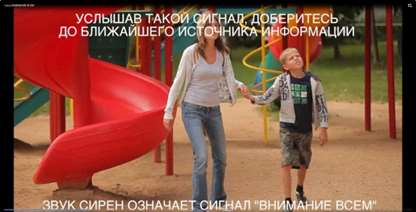 УСЛЫШАВ ТАКОЙ СИГНАЛ, ДОБЕРИТЕСЬ
ДО БЛИЖАЙШЕГО ИСТОЧНИКА ИНФОРМАЦИИ
ЗВУК СИРЕН ОЗНАЧАЕТ СИГНАЛ "ВНИМАНИЕ ВСЕМ"